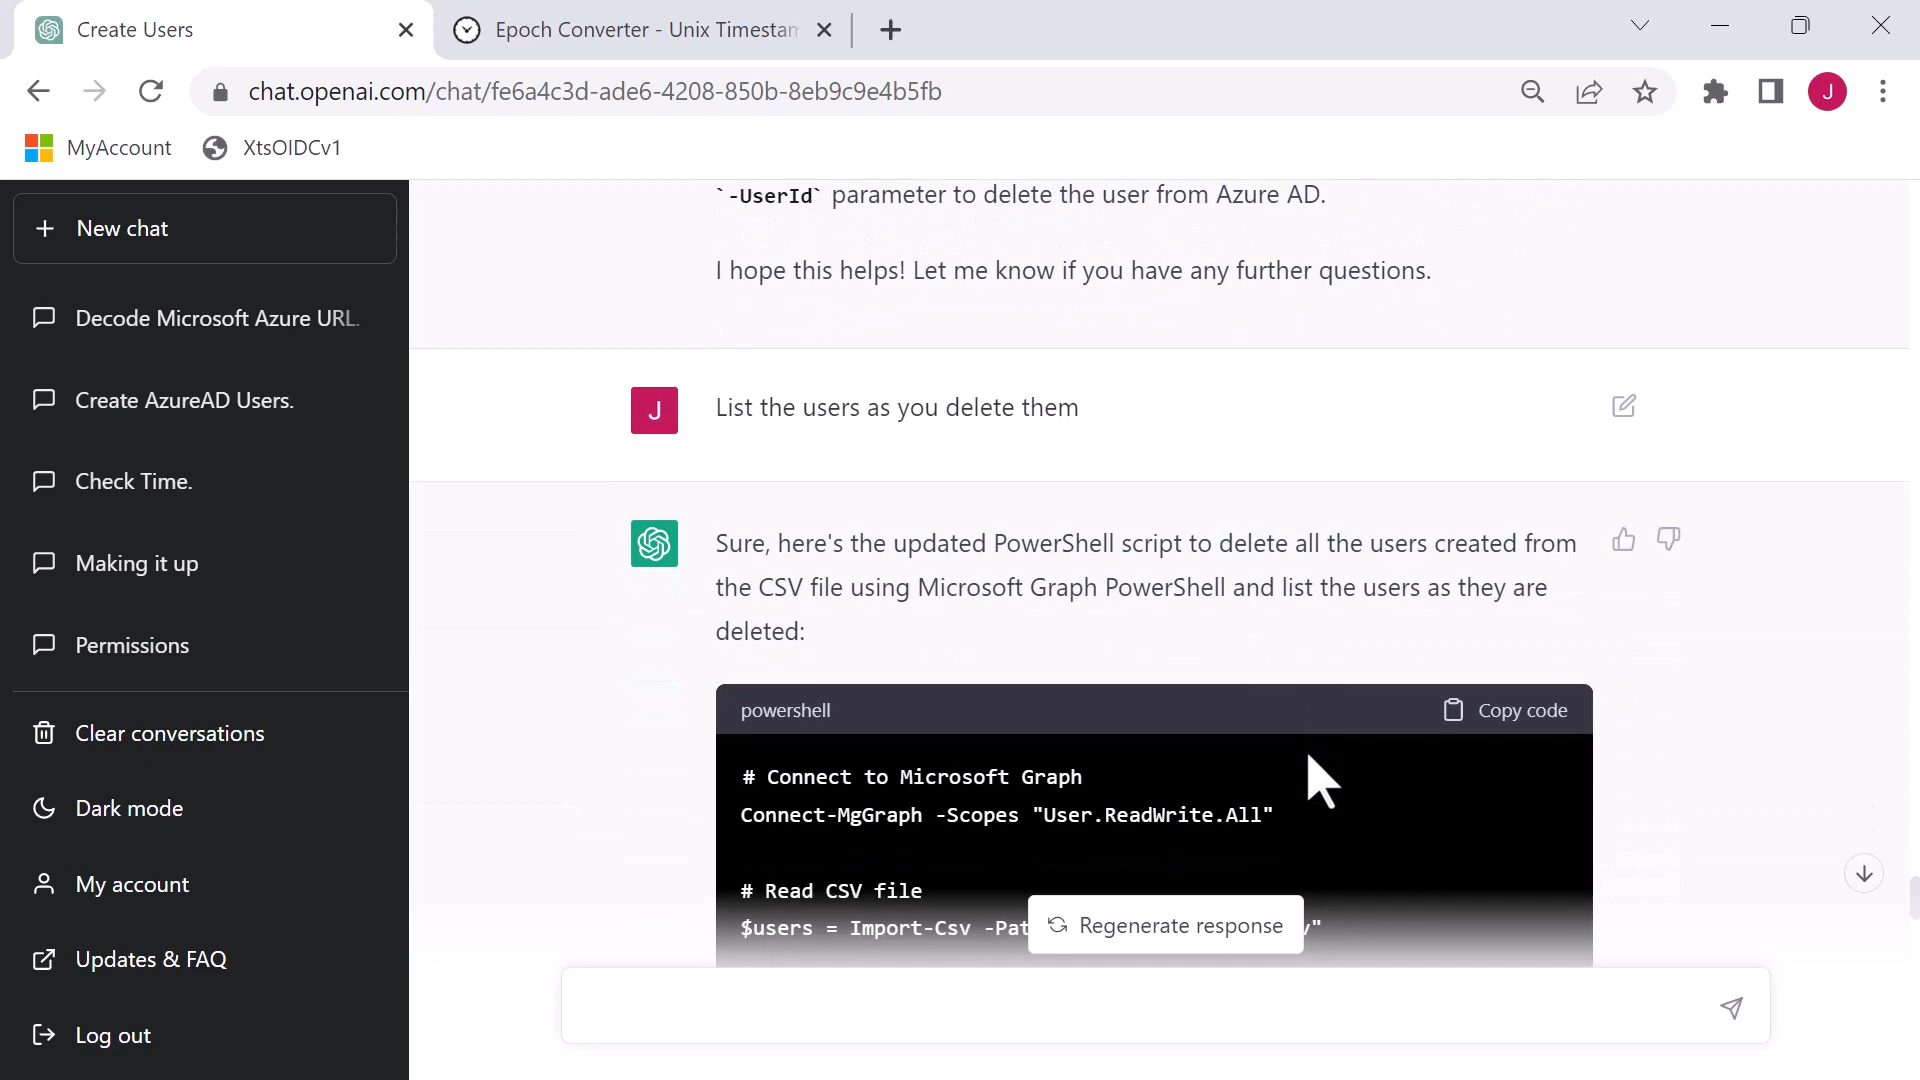 Create Users
Epoch Converter - Unix Timestam
chat.openai.com/chat/fe6a4c3d-ade6-4208-850b-8eb9c9e4b5fb
J
MyAccount
XtsOIDCv1
New chat
Decode Microsoft Azure URL.
Create AzureAD Users.
Check Time.
Making it up
Permissions
Clear conversations
Dark mode
My account
Updates & FAQ
Log out
`-UserId` parameter to delete the user from Azure AD.
I hope this helps! Let me know if you have any further questions.
J
List the users as you delete them
Sure, here's the updated PowerShell script to delete all the users created from
the CSV file using Microsoft Graph PowerShell and list the users as they are
deleted:
powershell
Copy code
# Connect to Microsoft Graph
Connect-MgGraph -Scopes "User.ReadWrite.All"
# Read CSV file
$users = Import-Csv -Pat
Regenerate response